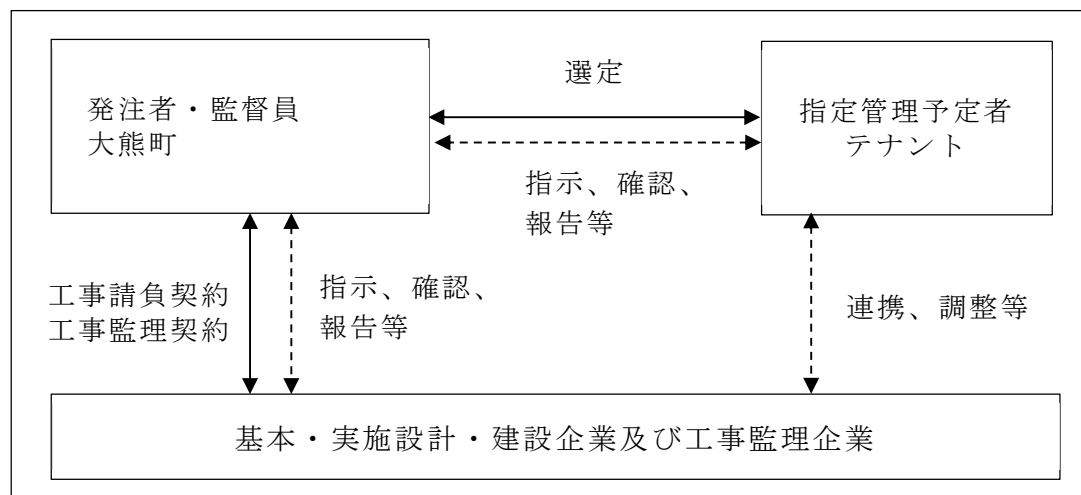 選定
発注者・監督員
大熊町
指定管理予定者
テナント
指示、確認、
報告等
工事請負契約
工事監理契約
指示、確認、
報告等
連携、調整等
基本・実施設計・建設企業及び工事監理企業